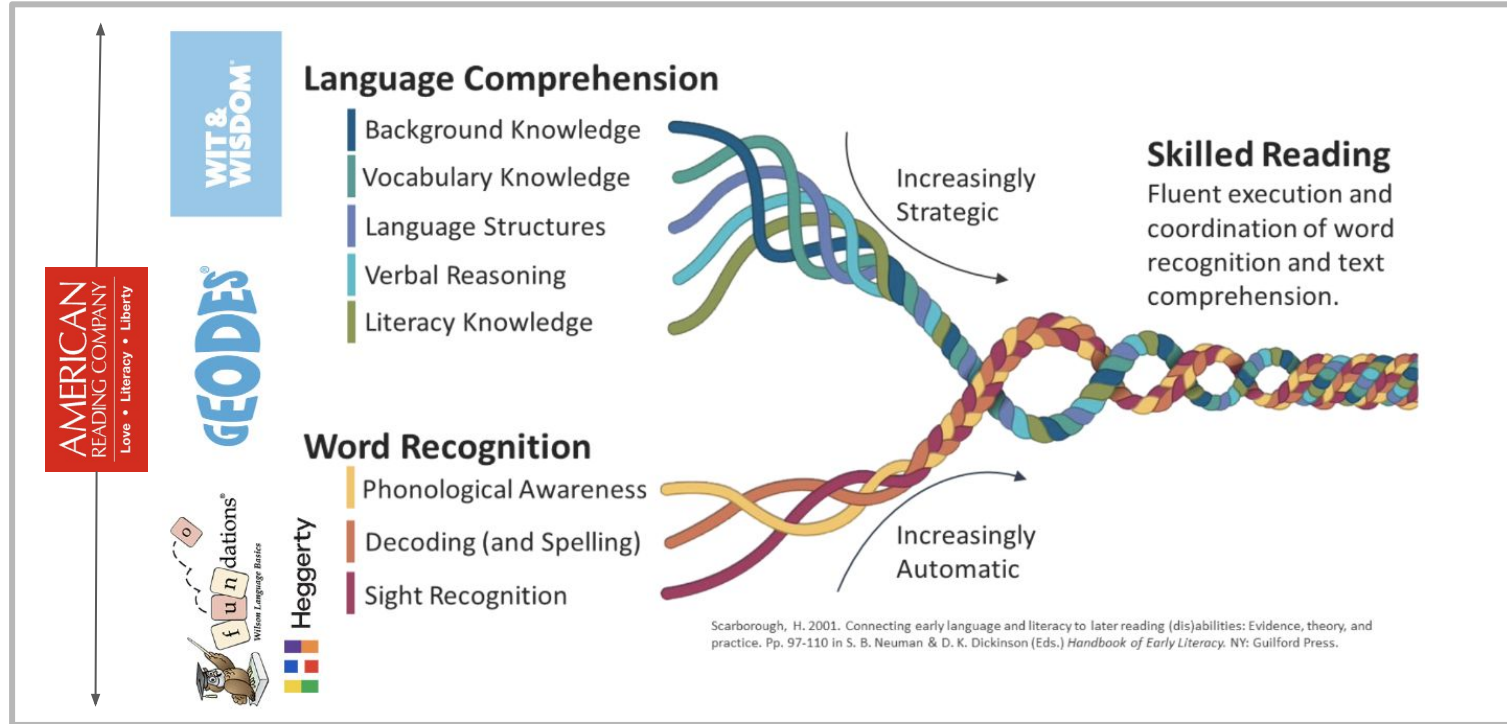 AMERICAN
READING COMPANY
Love • Literacy • Liberty
WIT &
WISDOM®
GEODES®
fundations®
Wilson Language Basics
Heggerty
Language Comprehension
Background Knowledge
Vocabulary Knowledge
Language Structures
Verbal Reasoning
Literacy Knowledge
Word Recognition
Phonological Awareness
Decoding (and Spelling)
Sight Recognition
Increasingly
Strategic
Increasingly
Automatic
Skilled Reading
Fluent execution and
coordination of word
recognition and text
comprehension.
Scarborough, H. 2001. Connecting early language and literacy to later reading (dis)abilities: Evidence, theory, and
practice. Pp. 97-110 in S. B. Neuman & D. K. Dickinson (Eds.) Handbook of Early Literacy. NY: Guilford Press.